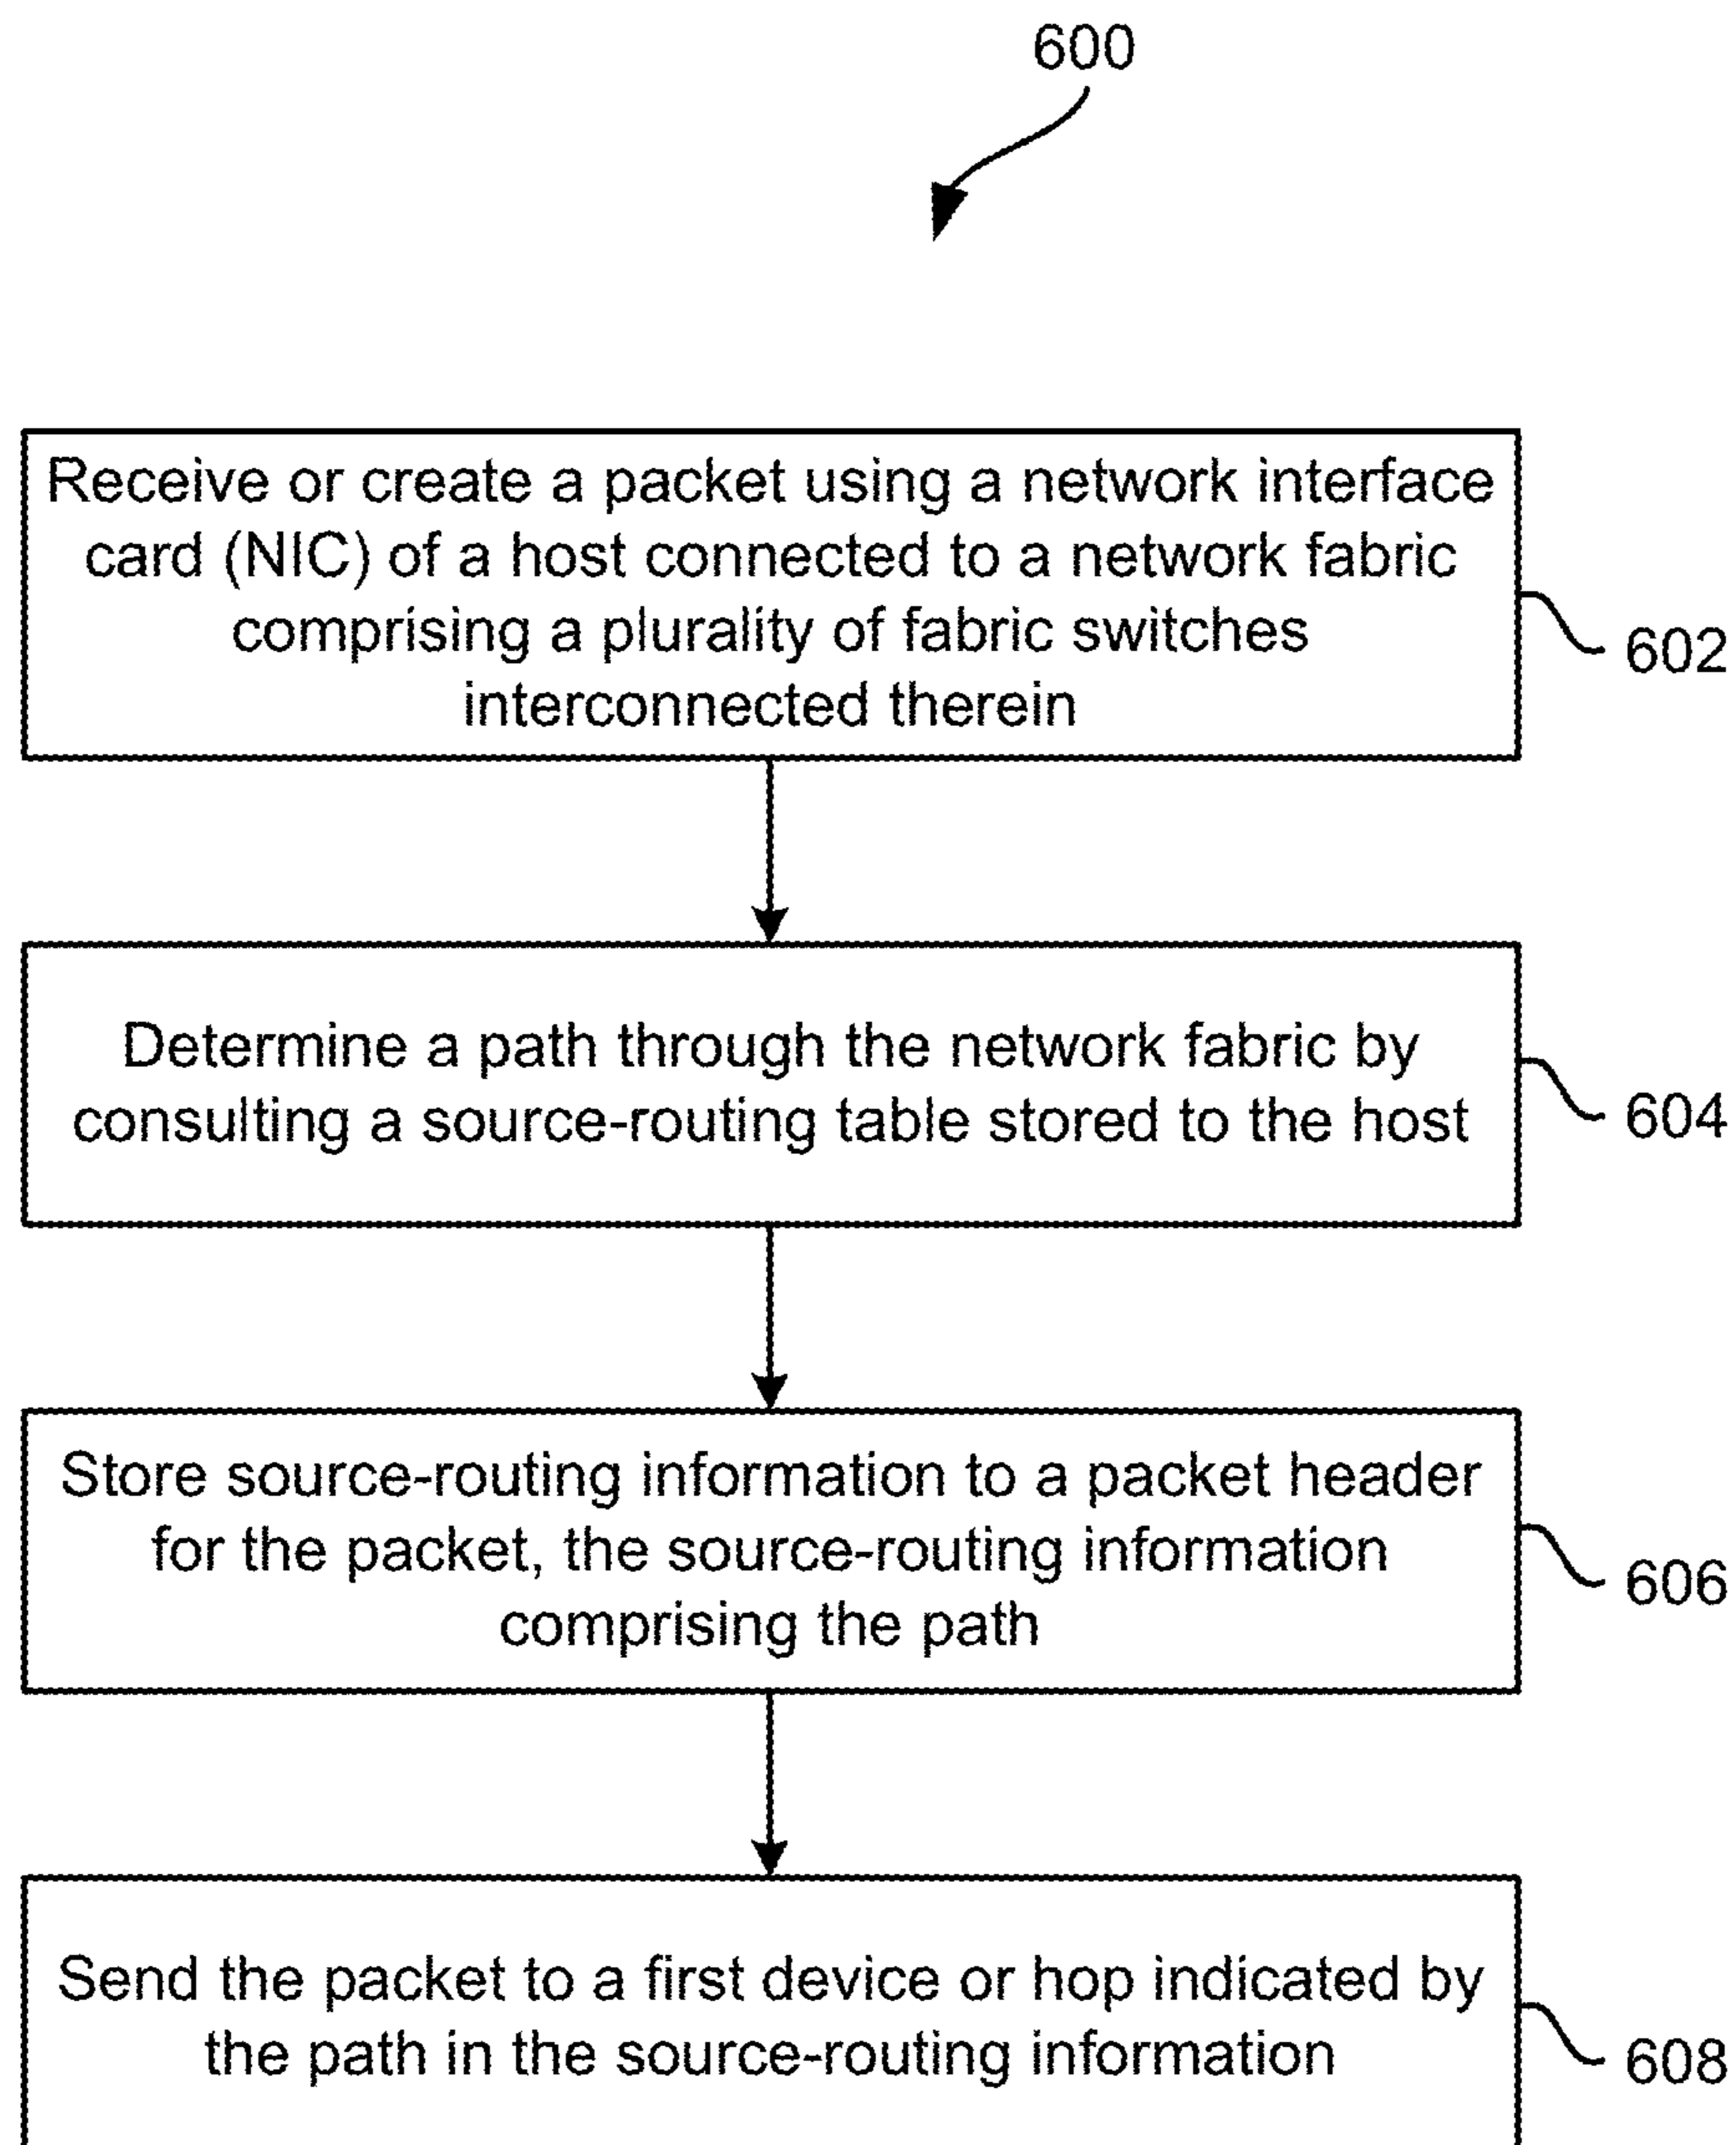 600
Receive or create a packet using a network interface
card (NIC) of a host connected to a network fabric
comprising a plurality of fabric switches
interconnected therein
602
Determine a path through the network fabric by
consulting a source-routing table stored to the host
604
Store source-routing information to a packet header
for the packet, the source-routing information
comprising the path
606
Send the packet to a first device or hop indicated by
the path in the source-routing information
608